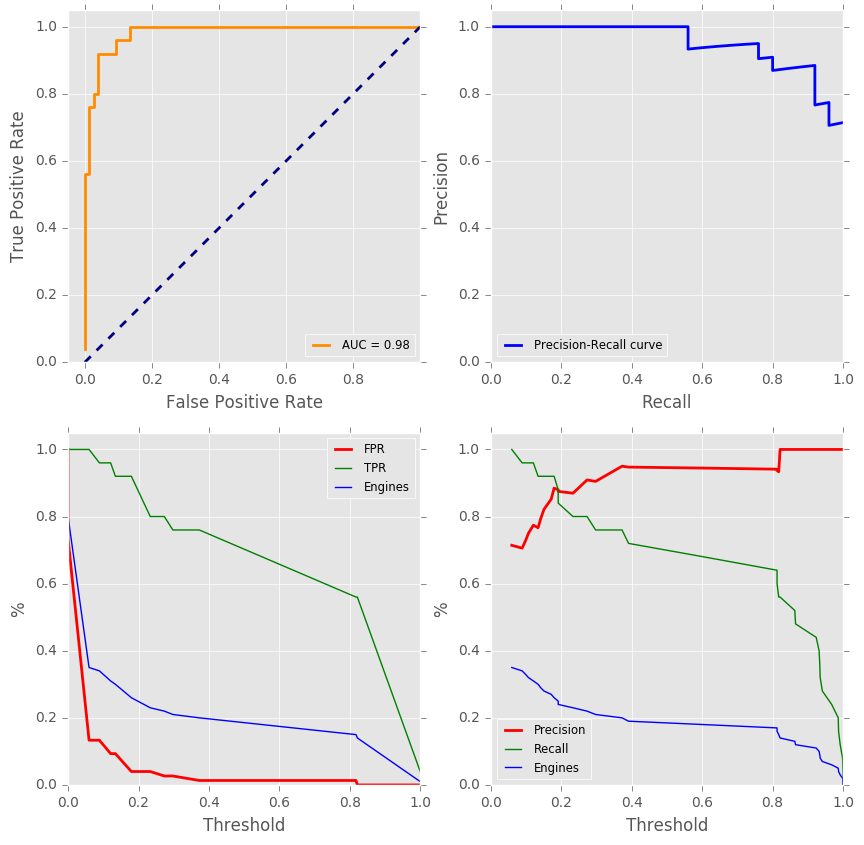 1.0
0.8
0.6
0.4
0.2
0.0
True Positive Rate
0.0 0.2 0.4 0.6 0.8
False Positive Rate
AUC = 0.98
1.0
0.8
0.6
0.4
0.2
0.0
Precision
0.0 0.2 0.4 0.6 0.8 1.0
Recall
Precision-Recall curve
1.0
0.8
0.6
0.4
0.2
0.0
%
0.0 0.2 0.4 0.6 0.8 1.0
Threshold
FPR
TPR
Engines
1.0
0.8
0.6
0.4
0.2
0.0
%
0.0 0.2 0.4 0.6 0.8 1.0
Threshold
Precision
Recall
Engines